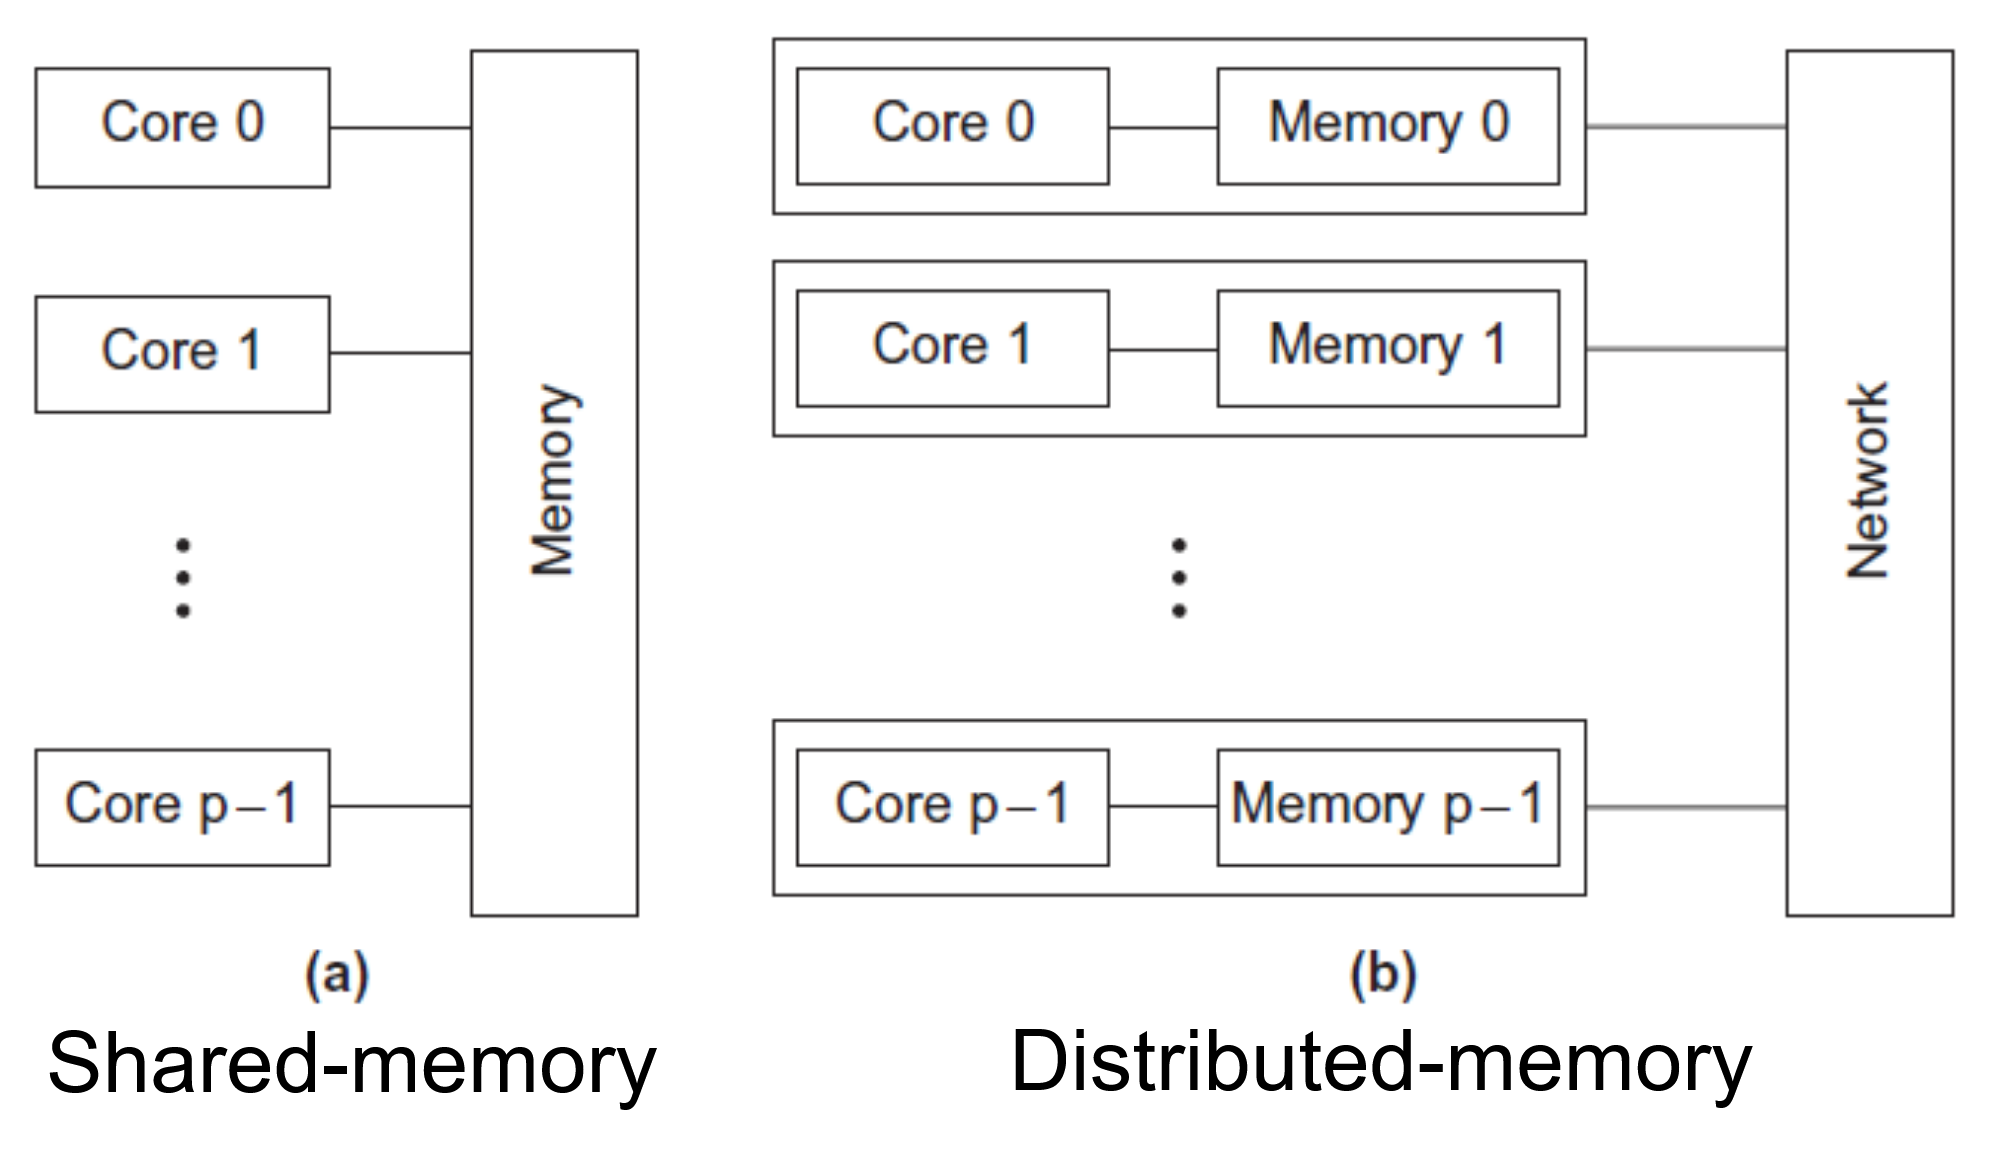 Core 0
Core 1
Core p–1
Memory
(a)
Shared-memory
Core 0
Memory 0
Core 1
Memory 1
Core p–1
Memory p–1
Network
(b)
Distributed-memory